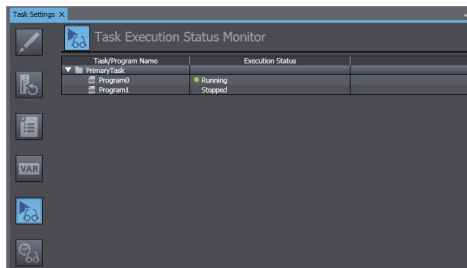 Task Settings X
Task Execution Status Monitor
Task/Program Name Execution Status
PrimaryTask
Program0 Running
Program1 Stopped
VAR